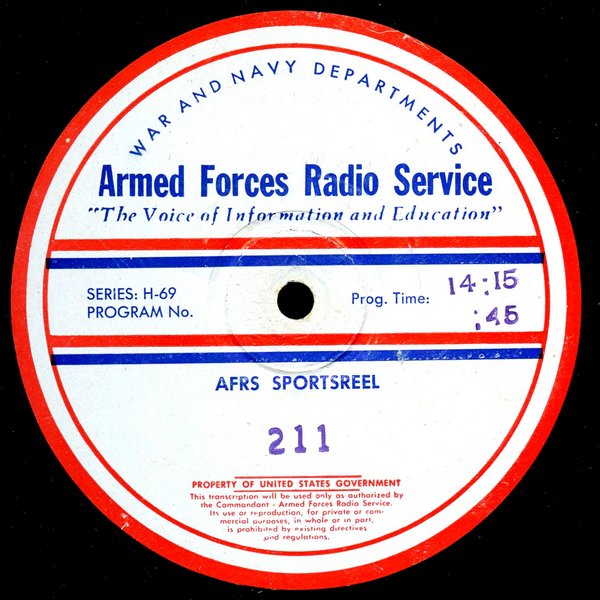 WAR AND NAVY DEPARTMENTS
Armed Forces Radio Service
"The Voice of Information and Education"
SERIES: H-69
PROGRAM No.
Prog. Time: 14:15
:45
AFRS SPORTSREEL
211
PROPERTY OF UNITED STATES GOVERNMENT
This transcription will be used only as authorized by
the Commandant - Armed Forces Radio Service.
Its use or reproduction, for private or com-
mercial purposes, in whole or in part,
is prohibited by existing directives
and regulations.